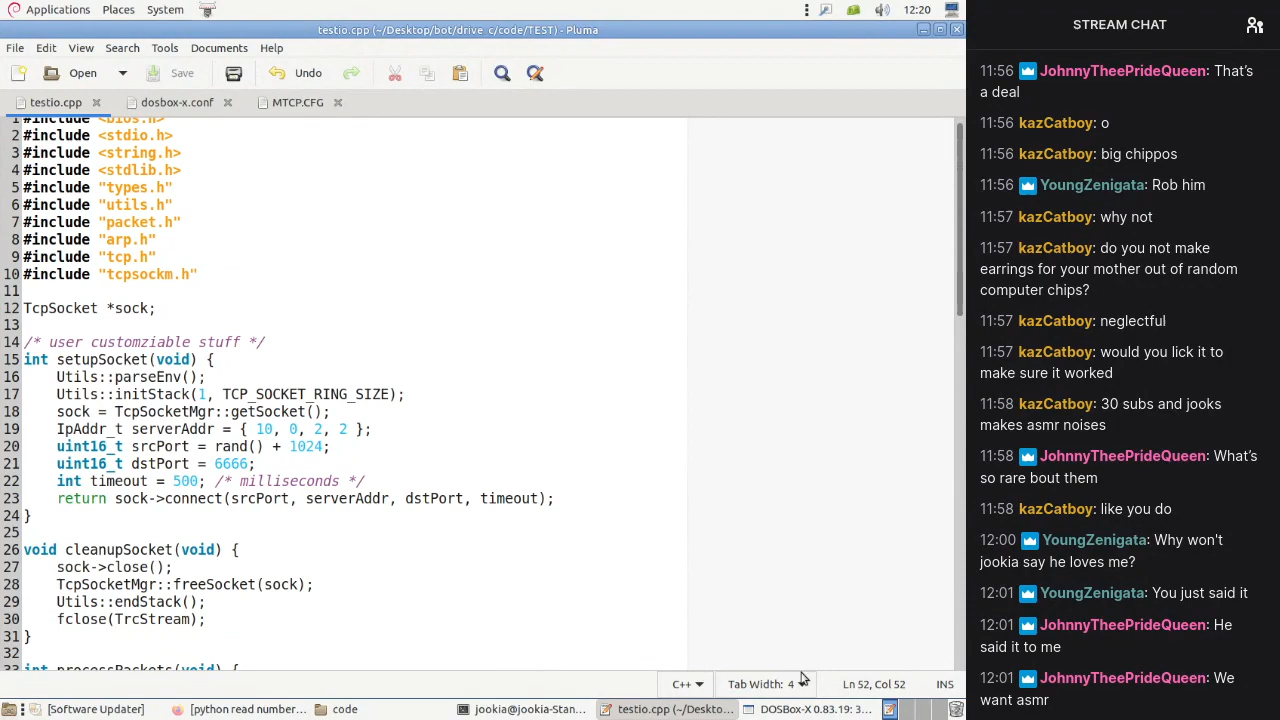 Applications Places System 12:20
testio.cpp (~/Desktop/bot/drive_c/code/TEST) - Pluma
File Edit View Search Tools Documents Help
Open Save Undo
testio.cpp dosbox-x.conf MTCP.CFG
1 #include <bios.h>
2 #include <stdio.h>
3 #include <string.h>
4 #include <stdlib.h>
5 #include "types.h"
6 #include "utils.h"
7 #include "packet.h"
8 #include "arp.h"
9 #include "tcp.h"
10 #include "tcpsockm.h"
11
12 TcpSocket *sock;
13
14 /* user customziable stuff */
15 int setupSocket(void) {
16 Utils::parseEnv();
17 Utils::initStack(1, TCP_SOCKET_RING_SIZE);
18 sock = TcpSocketMgr::getSocket();
19 IpAddr_t serverAddr = { 10, 0, 2, 2 };
20 uint16_t srcPort = rand() + 1024;
21 uint16_t dstPort = 6666;
22 int timeout = 500; /* milliseconds */
23 return sock->connect(srcPort, serverAddr, dstPort, timeout);
24 }
25
26 void cleanupSocket(void) {
27 sock->close();
28 TcpSocketMgr::freeSocket(sock);
29 Utils::endStack();
30 fclose(TrcStream);
31 }
32
33 int processPackets(void) {
C++ Tab Width: 4 Ln 52, Col 52 INS
[Software Updater] [python read number... code jookia@jookia-Stan... testio.cpp (~/Deskto... DOSBox-X 0.83.19: 3...
STREAM CHAT
11:56 JohnnyTheePrideQueen: That's
a deal
11:56 kazCatboy: o
11:56 kazCatboy: big chippos
11:56 YoungZenigata: Rob him
11:57 kazCatboy: why not
11:57 kazCatboy: do you not make
earrings for your mother out of random
computer chips?
11:57 kazCatboy: neglectful
11:57 kazCatboy: would you lick it to
make sure it worked
11:58 kazCatboy: 30 subs and jooks
makes asmr noises
11:58 JohnnyTheePrideQueen: What's
so rare bout them
11:58 kazCatboy: like you do
12:00 YoungZenigata: Why won't
jookia say he loves me?
12:01 YoungZenigata: You just said it
12:01 JohnnyTheePrideQueen: He
said it to me
12:01 JohnnyTheePrideQueen: We
want asmr